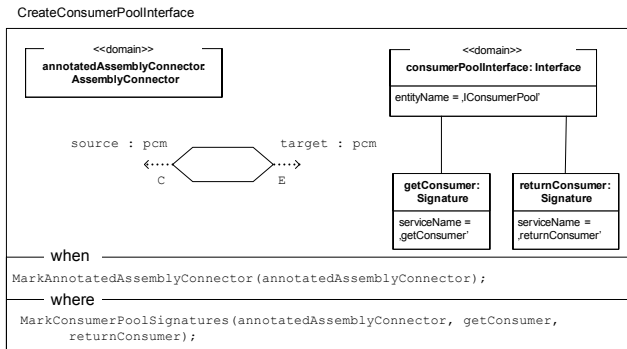 CreateConsumerPoolInterface
<<domain>>
annotatedAssemblyConnector:
AssemblyConnector
<<domain>>
consumerPoolInterface: Interface
entityName = ‚IConsumerPool’
source : pcm
target : pcm
C
E
getConsumer:
Signature
serviceName =
‚getConsumer’
returnConsumer:
Signature
serviceName =
‚returnConsumer’
when
MarkAnnotatedAssemblyConnector(annotatedAssemblyConnector);
where
MarkConsumerPoolSignatures(annotatedAssemblyConnector, getConsumer,
returnConsumer);